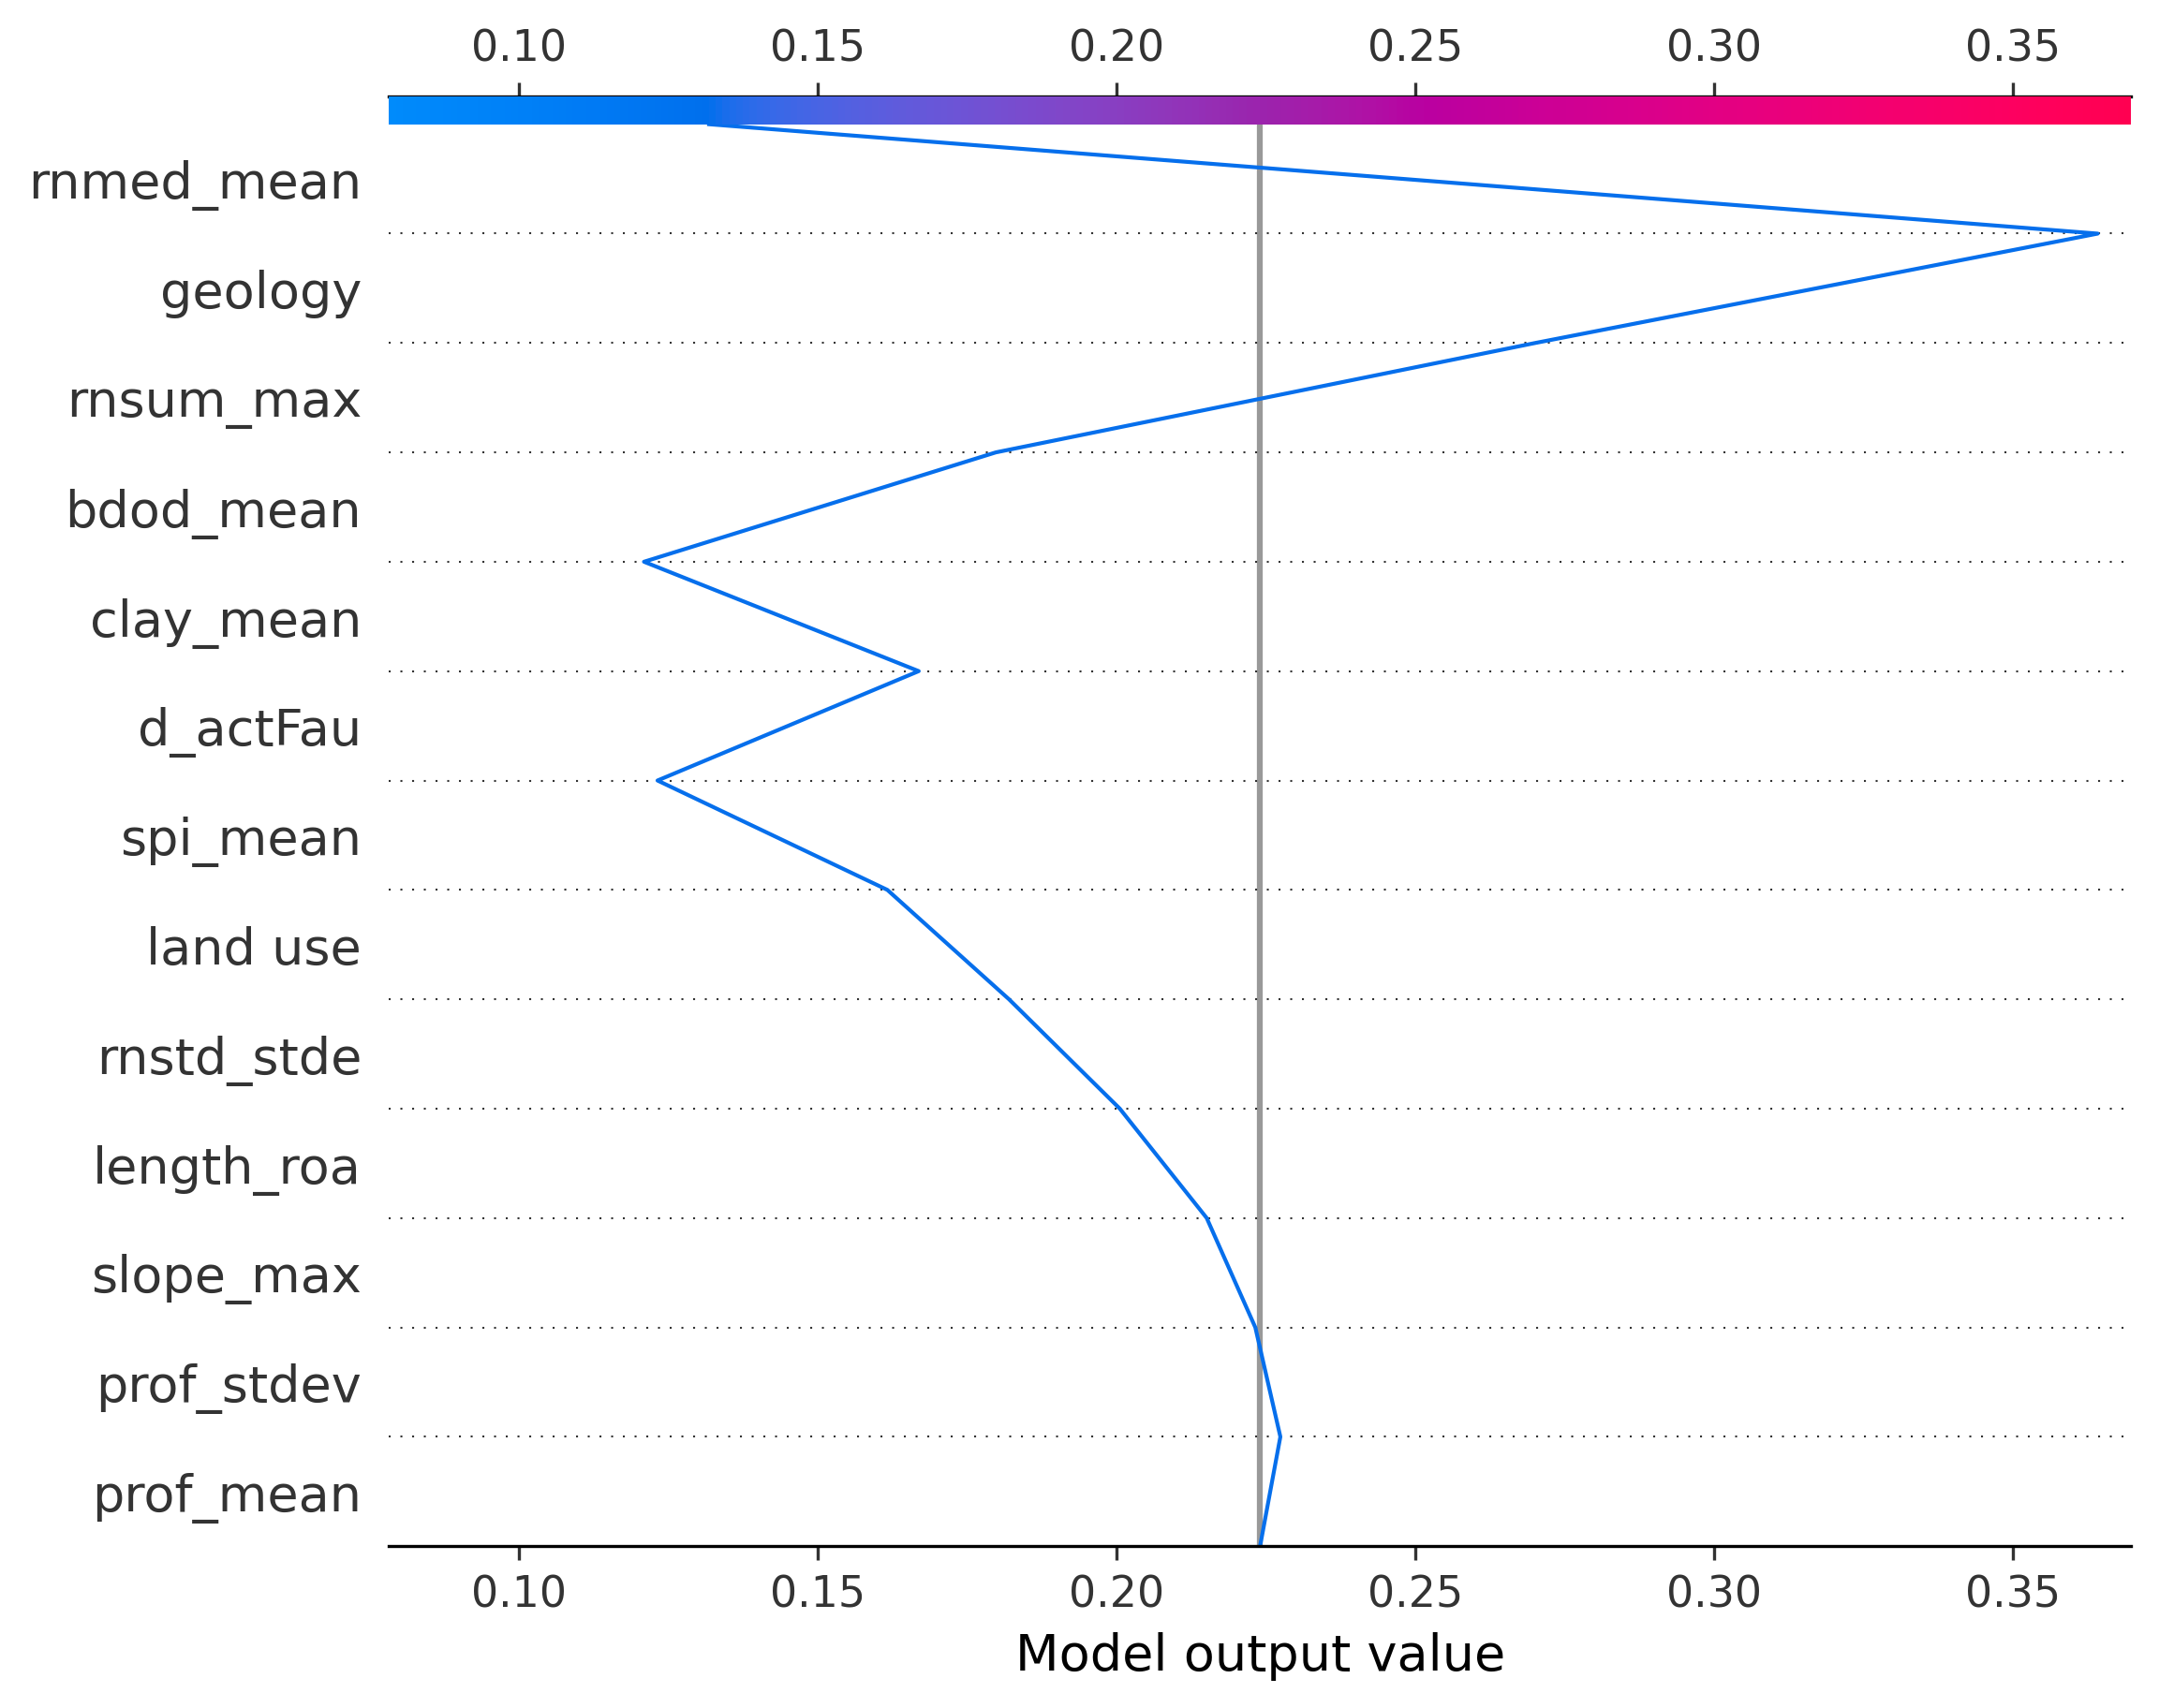 0.10 0.15 0.20 0.25 0.30 0.35
rnmed_mean
geology
rnsum_max
bdod_mean
clay_mean
d_actFau
spi_mean
land use
rnstd_stde
length_roa
slope_max
prof_stdev
prof_mean
0.10 0.15 0.20 0.25 0.30 0.35
Model output value